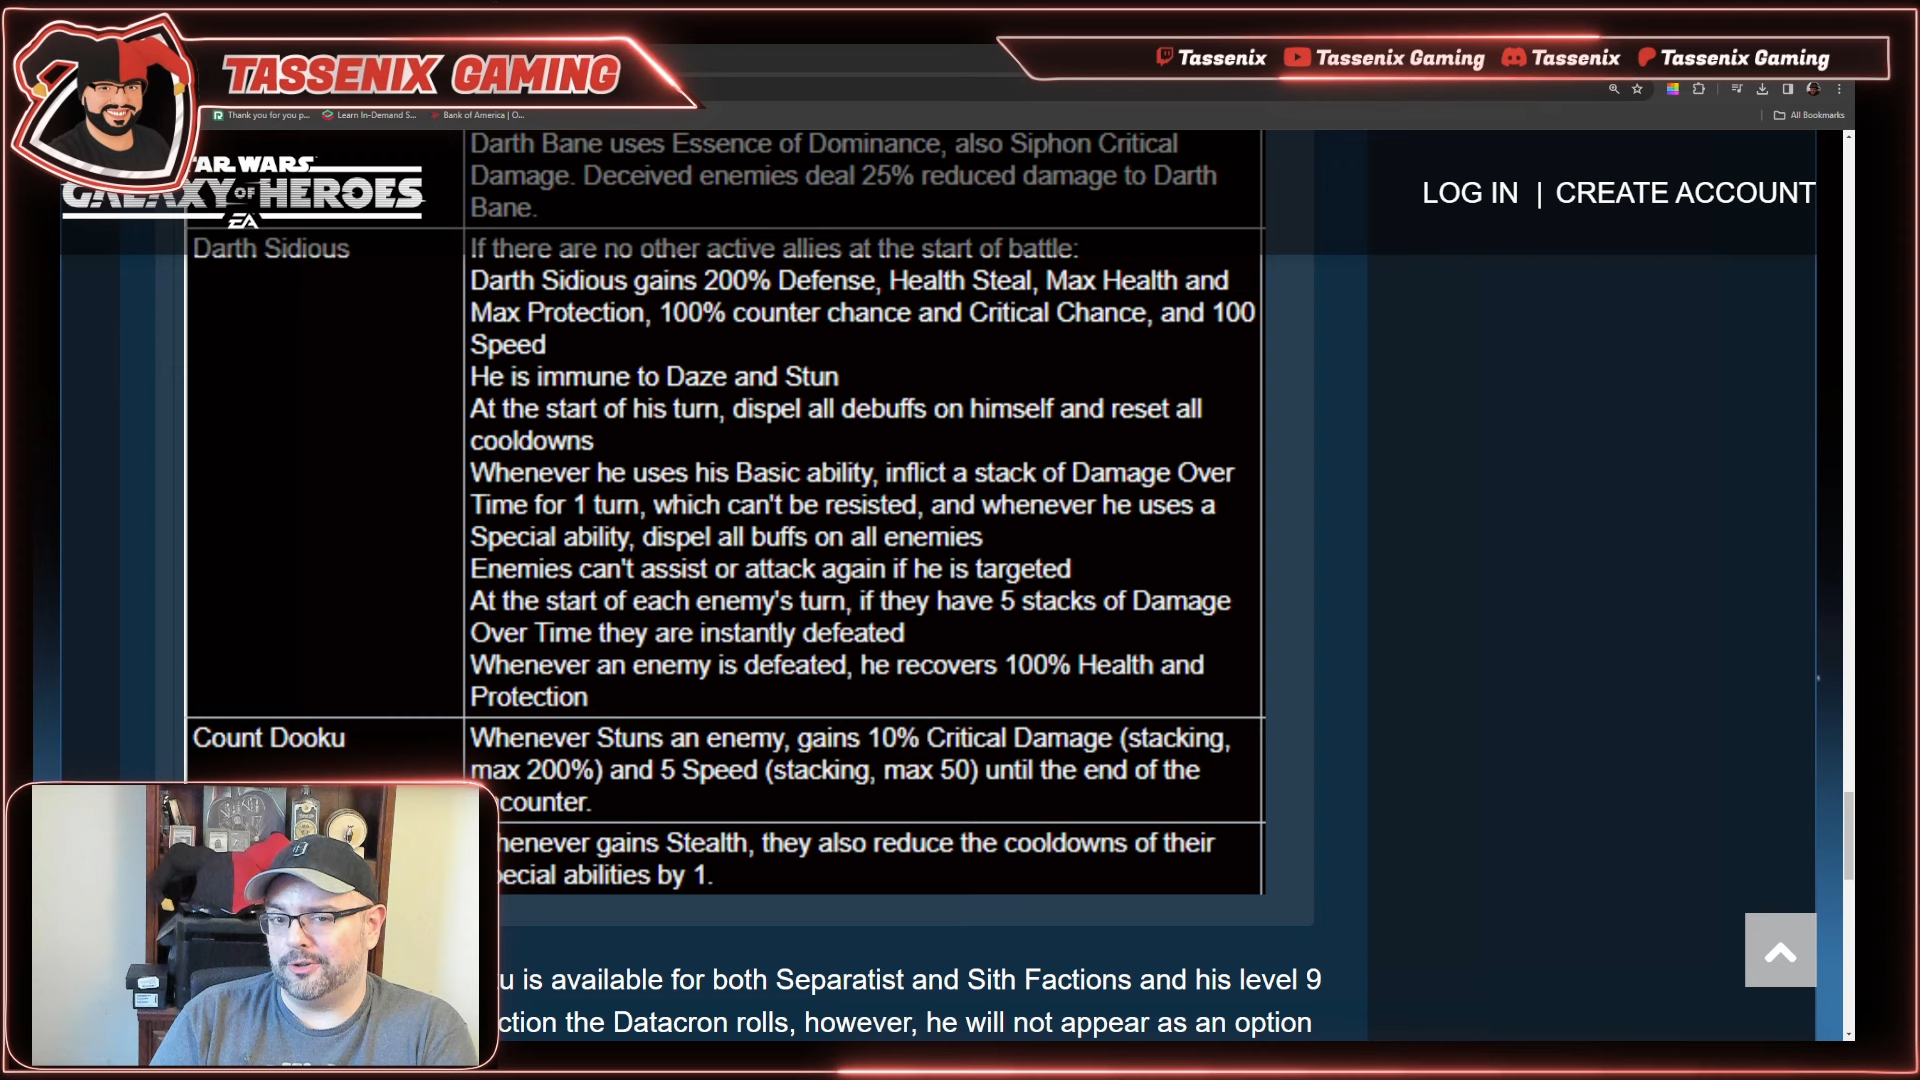 TASSENIX GAMING
Tassenix
Tassenix Gaming
Tassenix
Tassenix Gaming
Thank you for you p...
Learn In-Demand S...
Bank of America | O...
All Bookmarks
TAR WARS
GALAXY OF HEROES
EA
LOG IN | CREATE ACCOUNT
Darth Bane uses Essence of Dominance, also Siphon Critical
Damage. Deceived enemies deal 25% reduced damage to Darth
Bane.
Darth Sidious
If there are no other active allies at the start of battle:
Darth Sidious gains 200% Defense, Health Steal, Max Health and
Max Protection, 100% counter chance and Critical Chance, and 100
Speed
He is immune to Daze and Stun
At the start of his turn, dispel all debuffs on himself and reset all
cooldowns
Whenever he uses his Basic ability, inflict a stack of Damage Over
Time for 1 turn, which can't be resisted, and whenever he uses a
Special ability, dispel all buffs on all enemies
Enemies can't assist or attack again if he is targeted
At the start of each enemy's turn, if they have 5 stacks of Damage
Over Time they are instantly defeated
Whenever an enemy is defeated, he recovers 100% Health and
Protection
Count Dooku
Whenever Stuns an enemy, gains 10% Critical Damage (stacking,
max 200%) and 5 Speed (stacking, max 50) until the end of the
counter.
henever gains Stealth, they also reduce the cooldowns of their
pecial abilities by 1.
u is available for both Separatist and Sith Factions and his level 9
ction the Datacron rolls, however, he will not appear as an option